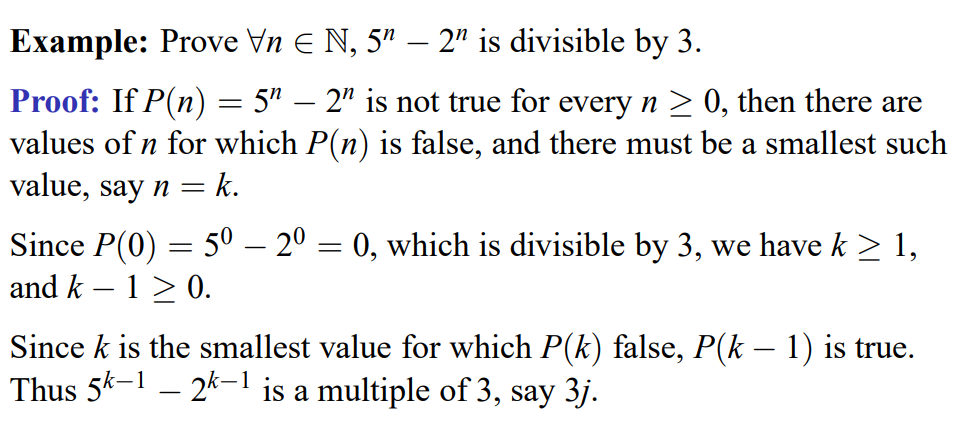 Example: Prove ∀n ∈ ℕ, 5ⁿ − 2ⁿ is divisible by 3.
Proof: If P(n) = 5ⁿ − 2ⁿ is not true for every n ≥ 0, then there are
values of n for which P(n) is false, and there must be a smallest such
value, say n = k.
Since P(0) = 5⁰ − 2⁰ = 0, which is divisible by 3, we have k ≥ 1,
and k − 1 ≥ 0.
Since k is the smallest value for which P(k) false, P(k − 1) is true.
Thus 5ᵏ⁻¹ − 2ᵏ⁻¹ is a multiple of 3, say 3j.